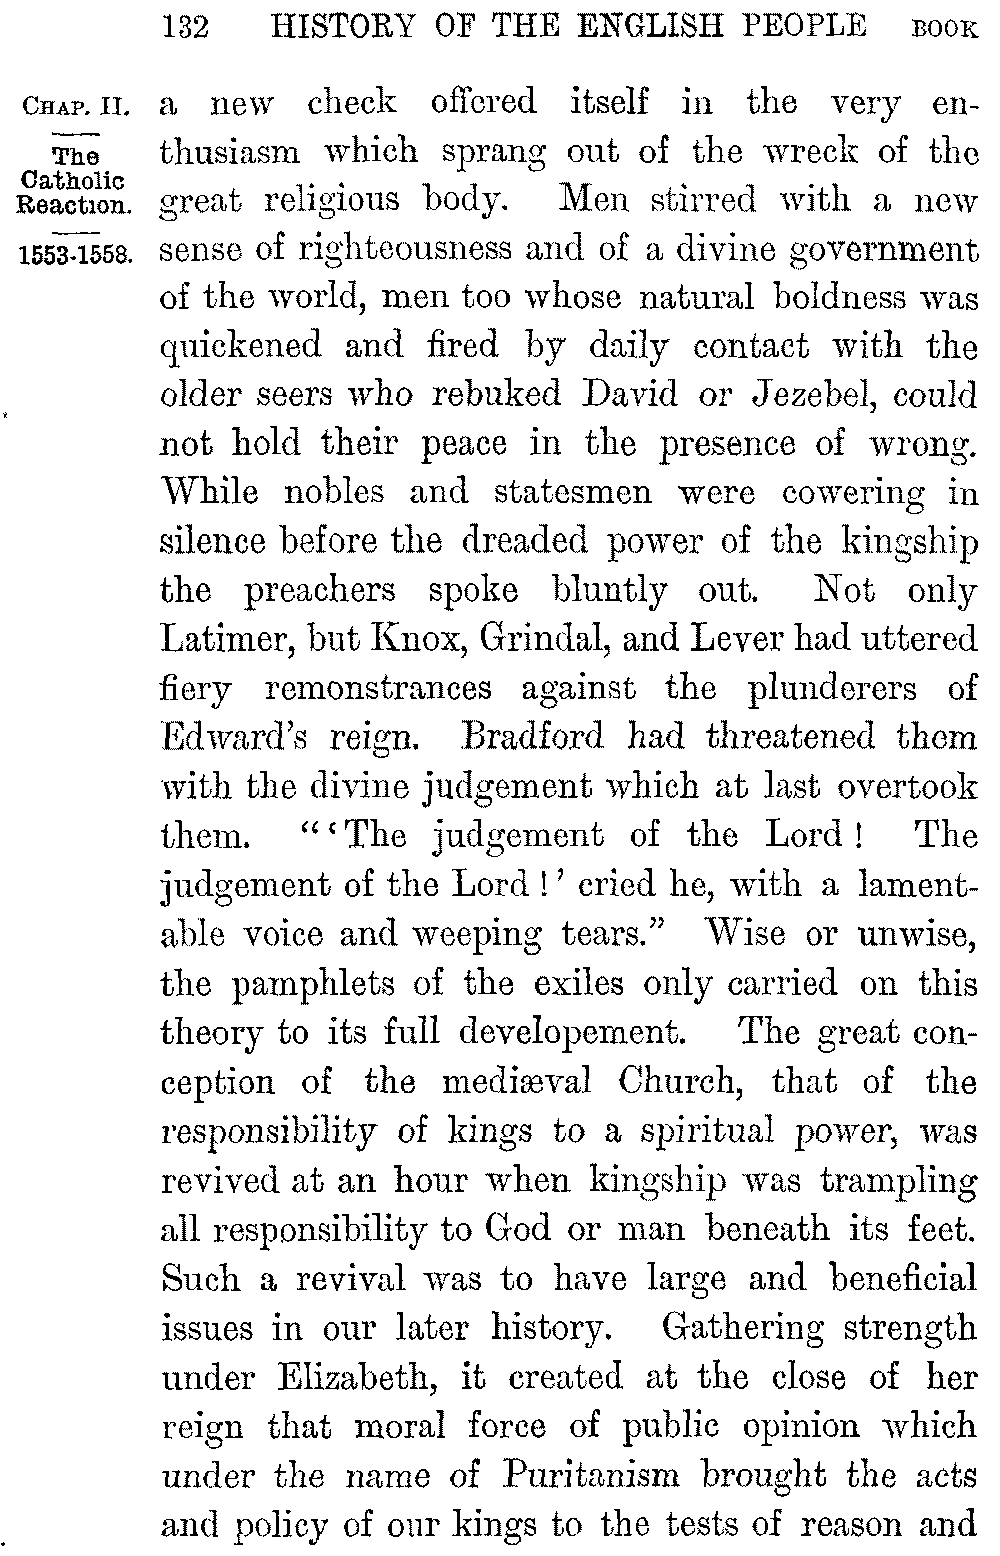 132 HISTORY OF THE ENGLISH PEOPLE BOOK
CHAP. II.
The
Catholic
Reaction.
1553-1558.
a new check offered itself in the very en-
thusiasm which sprang out of the wreck of the
great religious body. Men stirred with a new
sense of righteousness and of a divine government
of the world, men too whose natural boldness was
quickened and fired by daily contact with the
older seers who rebuked David or Jezebel, could
not hold their peace in the presence of wrong.
While nobles and statesmen were cowering in
silence before the dreaded power of the kingship
the preachers spoke bluntly out. Not only
Latimer, but Knox, Grindal, and Lever had uttered
fiery remonstrances against the plunderers of
Edward's reign. Bradford had threatened them
with the divine judgement which at last overtook
them. "'The judgement of the Lord! The
judgement of the Lord!' cried he, with a lament-
able voice and weeping tears." Wise or unwise,
the pamphlets of the exiles only carried on this
theory to its full developement. The great con-
ception of the mediæval Church, that of the
responsibility of kings to a spiritual power, was
revived at an hour when kingship was trampling
all responsibility to God or man beneath its feet.
Such a revival was to have large and beneficial
issues in our later history. Gathering strength
under Elizabeth, it created at the close of her
reign that moral force of public opinion which
under the name of Puritanism brought the acts
and policy of our kings to the tests of reason and